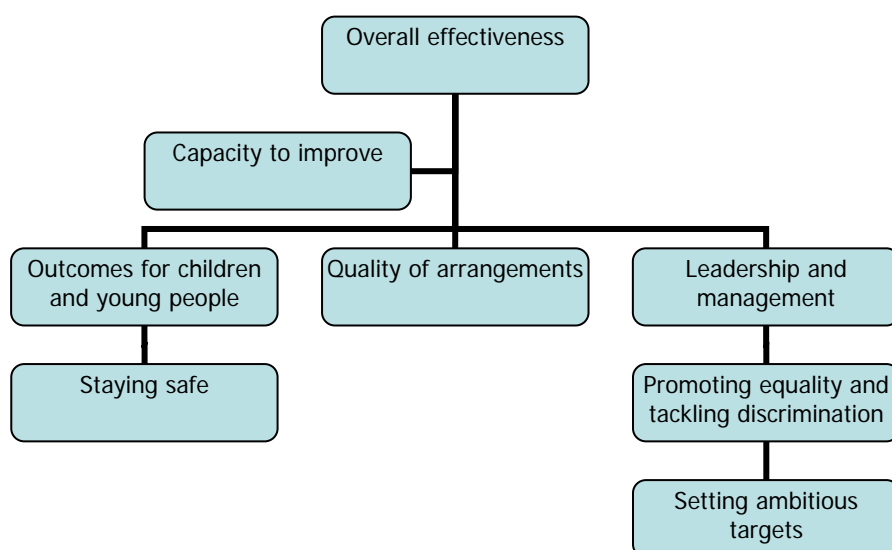 Overall effectiveness
Capacity to improve
Outcomes for children
and young people
Quality of arrangements
Leadership and
management
Staying safe
Promoting equality and
tackling discrimination
Setting ambitious
targets